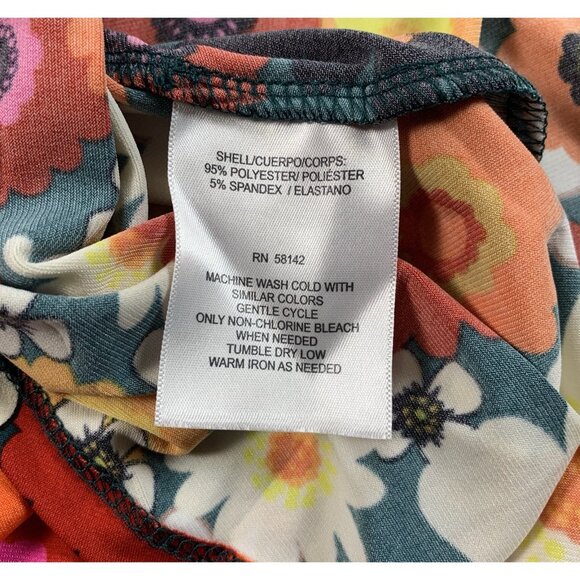 SHELL/CUERPO/CORPS:
95% POLYESTER/ POLIÉSTER
5% SPANDEX / ELASTANO
RN 58142
MACHINE WASH COLD WITH
SIMILAR COLORS
GENTLE CYCLE
ONLY NON-CHLORINE BLEACH
WHEN NEEDED
TUMBLE DRY LOW
WARM IRON AS NEEDED